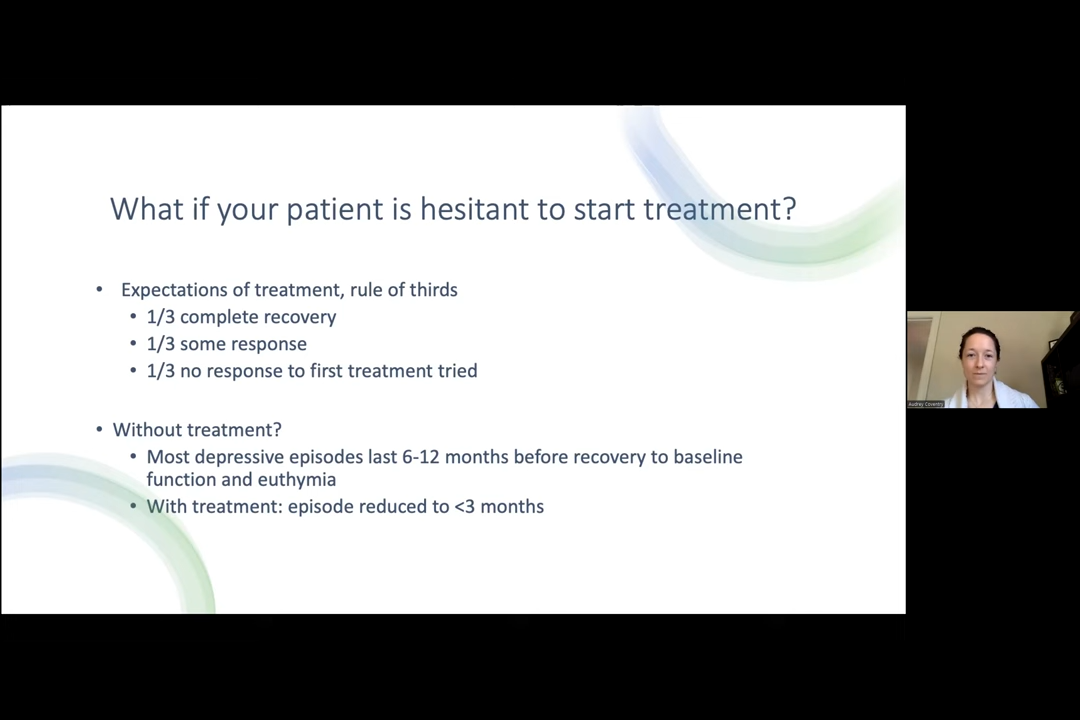 What if your patient is hesitant to start treatment?
• Expectations of treatment, rule of thirds
• 1/3 complete recovery
• 1/3 some response
• 1/3 no response to first treatment tried
• Without treatment?
• Most depressive episodes last 6-12 months before recovery to baseline
function and euthymia
• With treatment: episode reduced to <3 months
Audrey Coventry